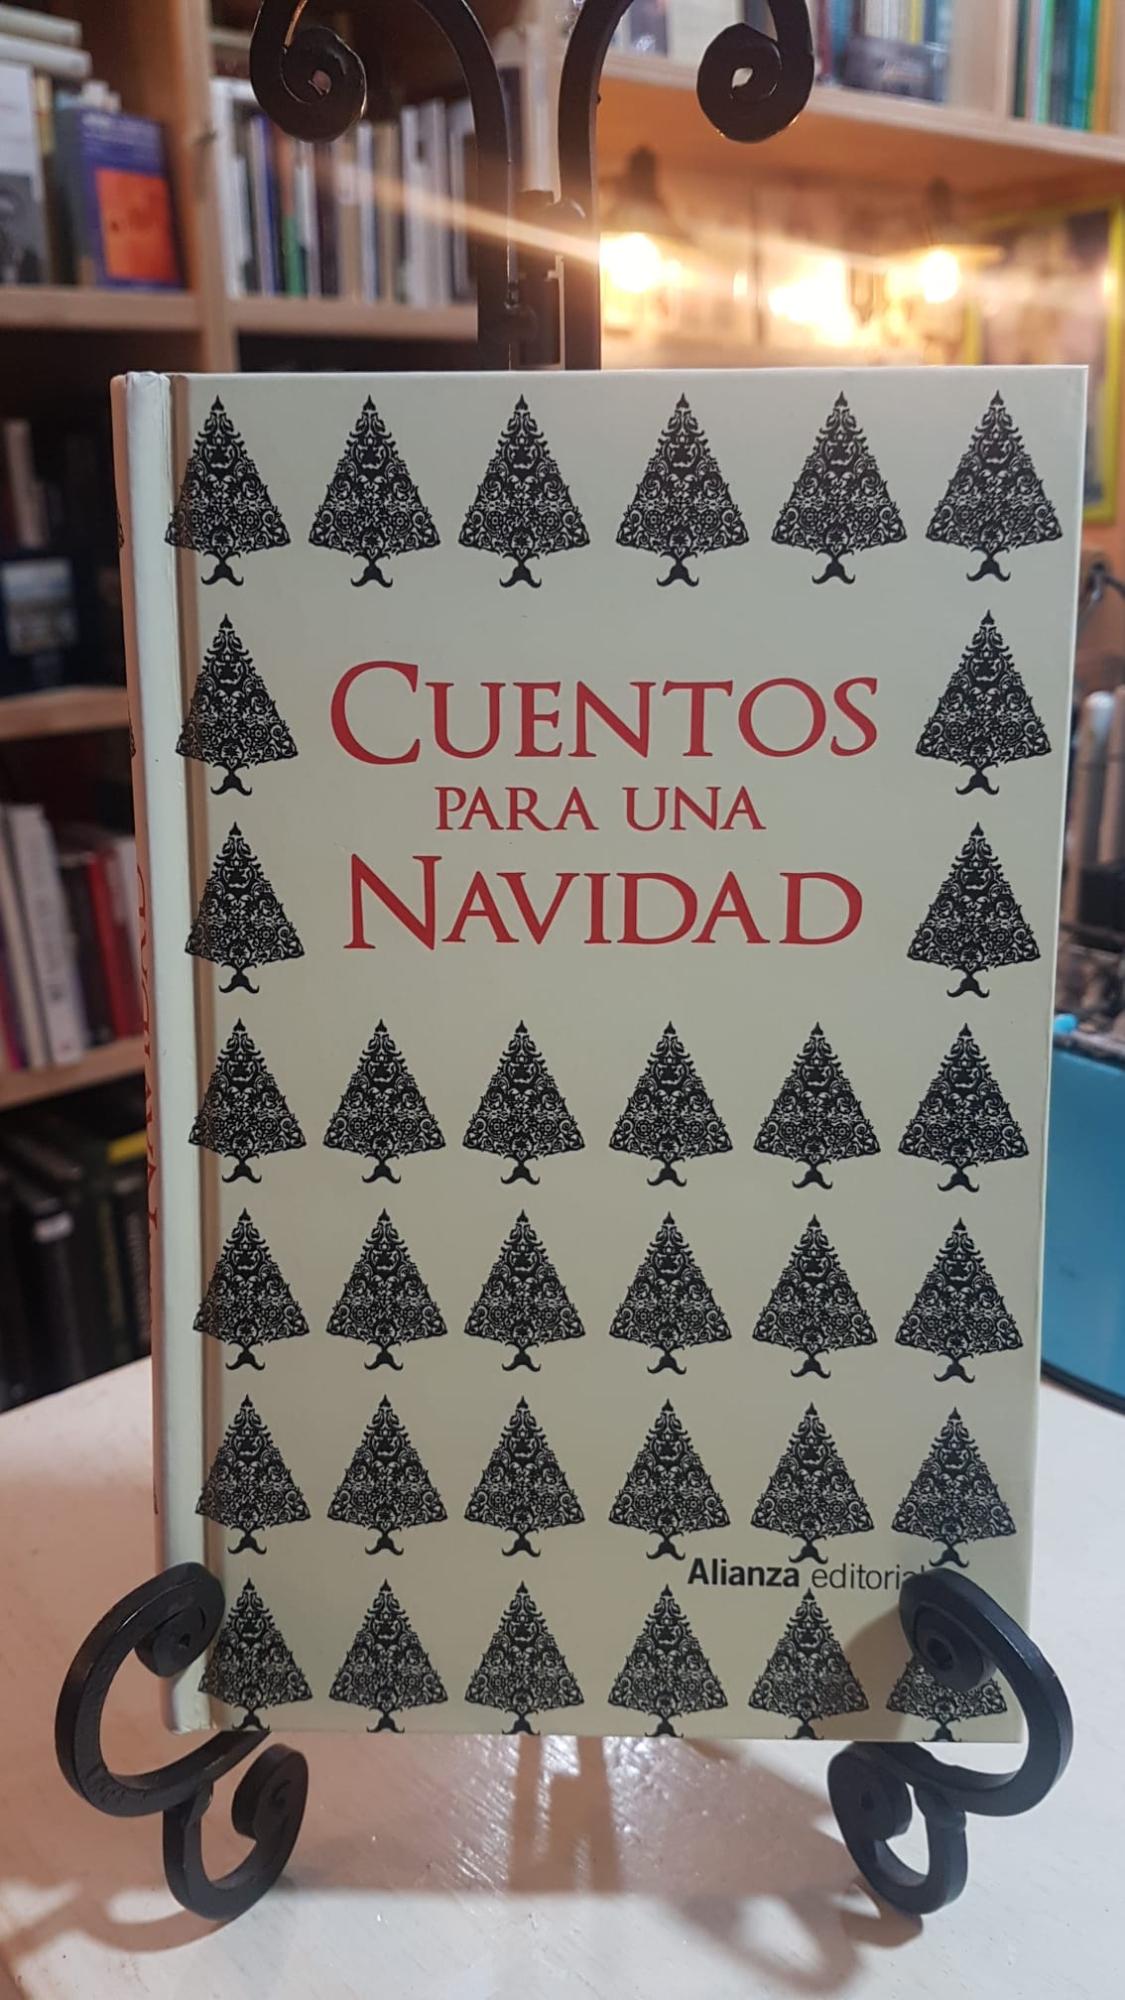 CUENTOS
PARA UNA
NAVIDAD
Alianza editorial